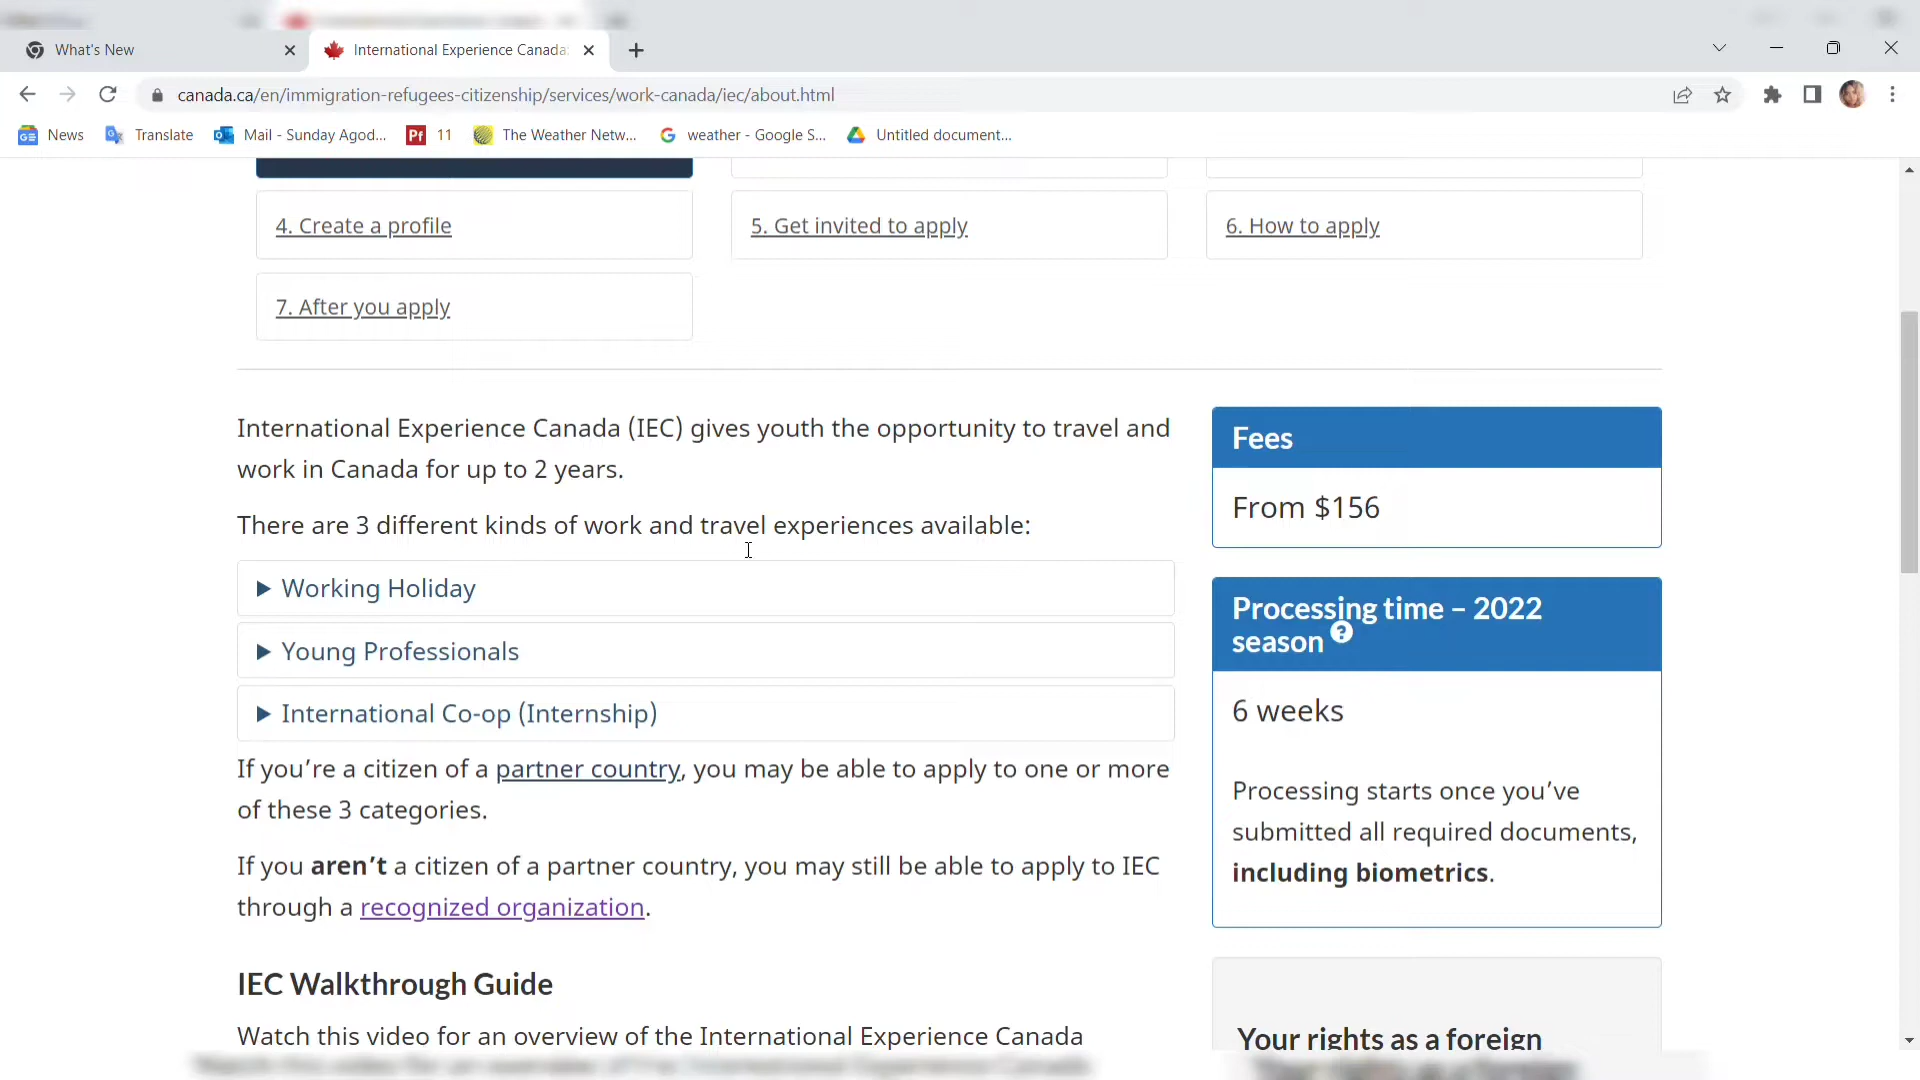 What's New
International Experience Canada:
canada.ca/en/immigration-refugees-citizenship/services/work-canada/iec/about.html
News
Translate
Mail - Sunday Agod...
Pf 11
The Weather Netw...
weather - Google S...
Untitled document...
4. Create a profile
5. Get invited to apply
6. How to apply
7. After you apply
International Experience Canada (IEC) gives youth the opportunity to travel and
work in Canada for up to 2 years.
There are 3 different kinds of work and travel experiences available:
Working Holiday
Young Professionals
International Co-op (Internship)
If you’re a citizen of a partner country, you may be able to apply to one or more
of these 3 categories.
If you aren’t a citizen of a partner country, you may still be able to apply to IEC
through a recognized organization.
IEC Walkthrough Guide
Watch this video for an overview of the International Experience Canada
Fees
From $156
Processing time – 2022
season ?
6 weeks
Processing starts once you’ve
submitted all required documents,
including biometrics.
Your rights as a foreign